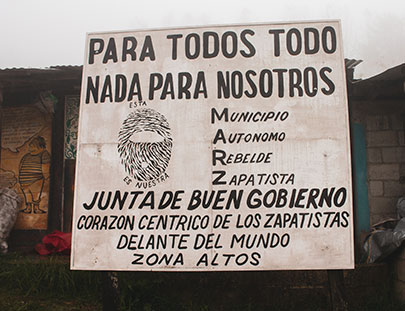 PARA TODOS TODO
NADA PARA NOSOTROS
ESTA
ES NUESTRA
MUNICIPIO
AUTONOMO
REBELDE
ZAPATISTA
JUNTA DE BUEN GOBIERNO
CORAZON CENTRICO DE LOS ZAPATISTAS
DELANTE DEL MUNDO
ZONA ALTOS